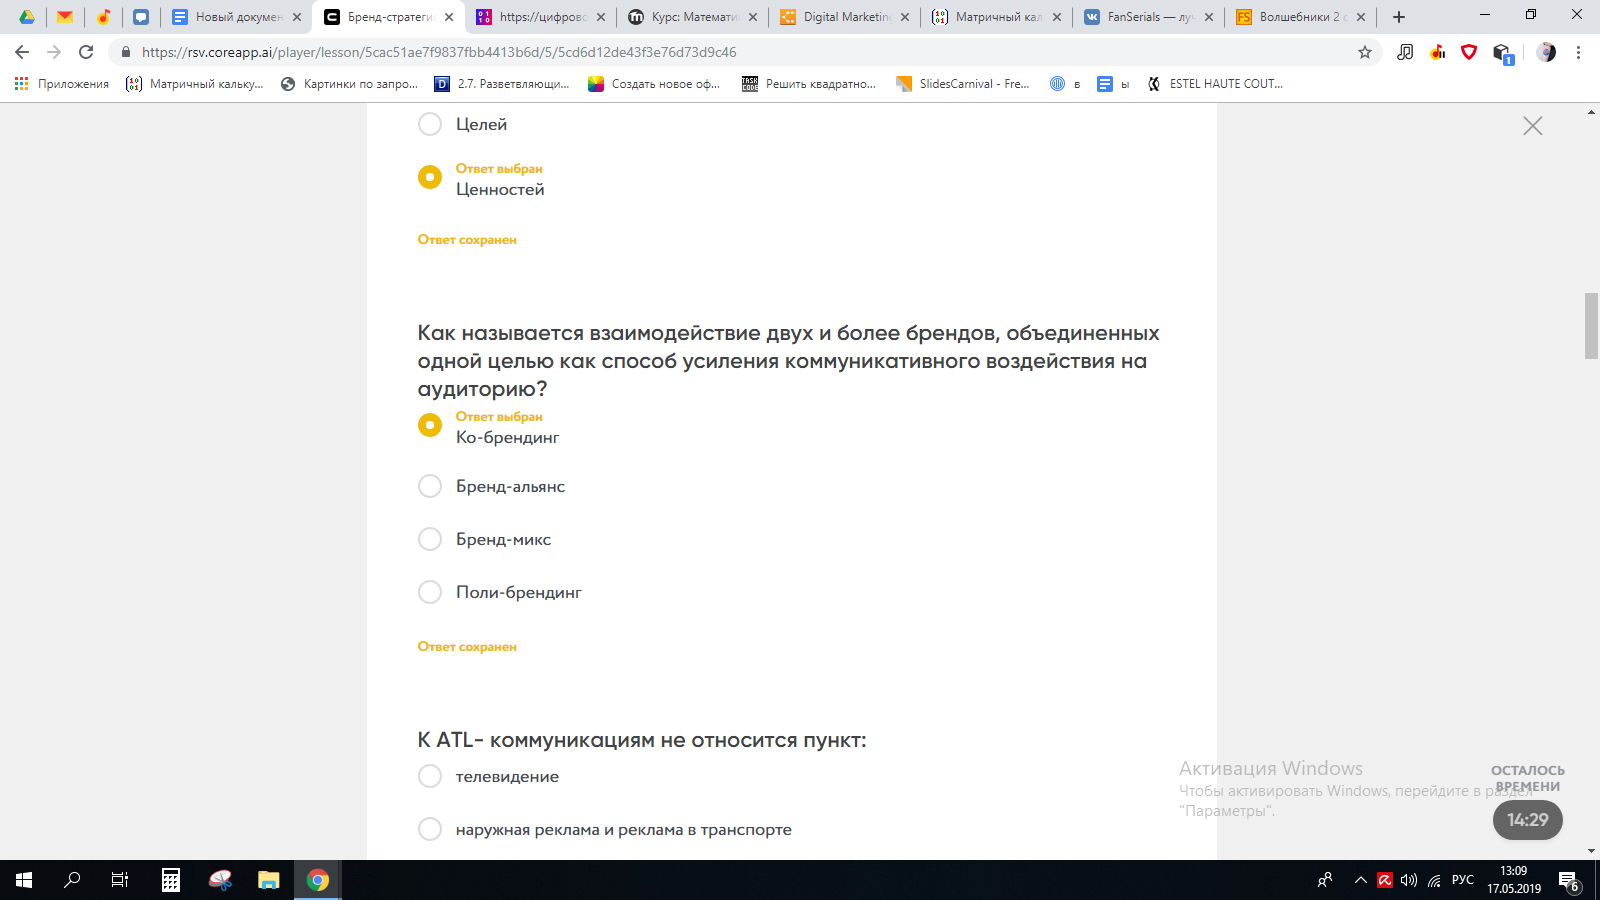 Новый докумен
Бренд-стратеги
https://цифрово
Курс: Математи
Digital Marketing
Матричный кал
FanSerials — луч
Волшебники 2 с
https://rsv.coreapp.ai/player/lesson/5cac51ae7f9837fbb4413b6d/5/5cd6d12de43f3e76d73d9c46
1
Приложения
Матричный кальку...
Картинки по запро...
2.7. Разветвляющи...
Создать новое оф...
Решить квадратно...
SlidesCarnival - Fre...
в
ы
ESTEL HAUTE COUT...
Целей
Ответ выбран
Ценностей
Ответ сохранен
Как называется взаимодействие двух и более брендов, объединенных
одной целью как способ усиления коммуникативного воздействия на
аудиторию?
Ответ выбран
Ко-брендинг
Бренд-альянс
Бренд-микс
Поли-брендинг
Ответ сохранен
К ATL- коммуникациям не относится пункт:
телевидение
наружная реклама и реклама в транспорте
Активация Windows
Чтобы активировать Windows, перейдите в раздел
"Параметры".
ОСТАЛОСЬ
ВРЕМЕНИ
14:29
РУС
13:09
17.05.2019
6